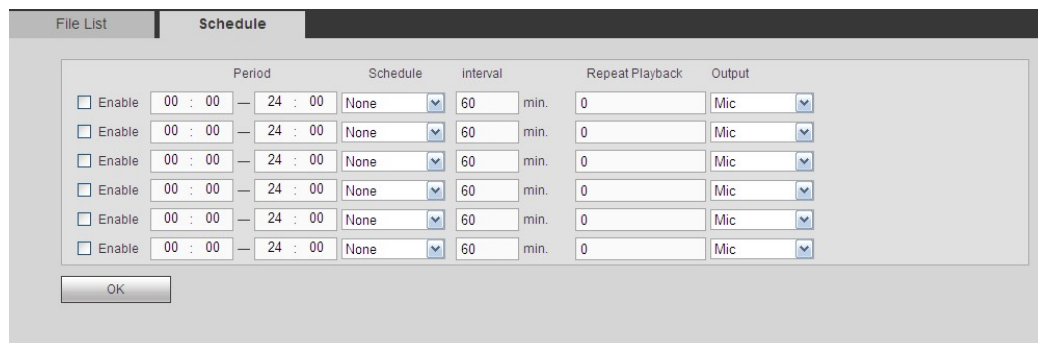 File List Schedule
Period Schedule interval Repeat Playback Output
Enable 00 : 00 — 24 : 00 None 60 min. 0 Mic
Enable 00 : 00 — 24 : 00 None 60 min. 0 Mic
Enable 00 : 00 — 24 : 00 None 60 min. 0 Mic
Enable 00 : 00 — 24 : 00 None 60 min. 0 Mic
Enable 00 : 00 — 24 : 00 None 60 min. 0 Mic
Enable 00 : 00 — 24 : 00 None 60 min. 0 Mic
OK